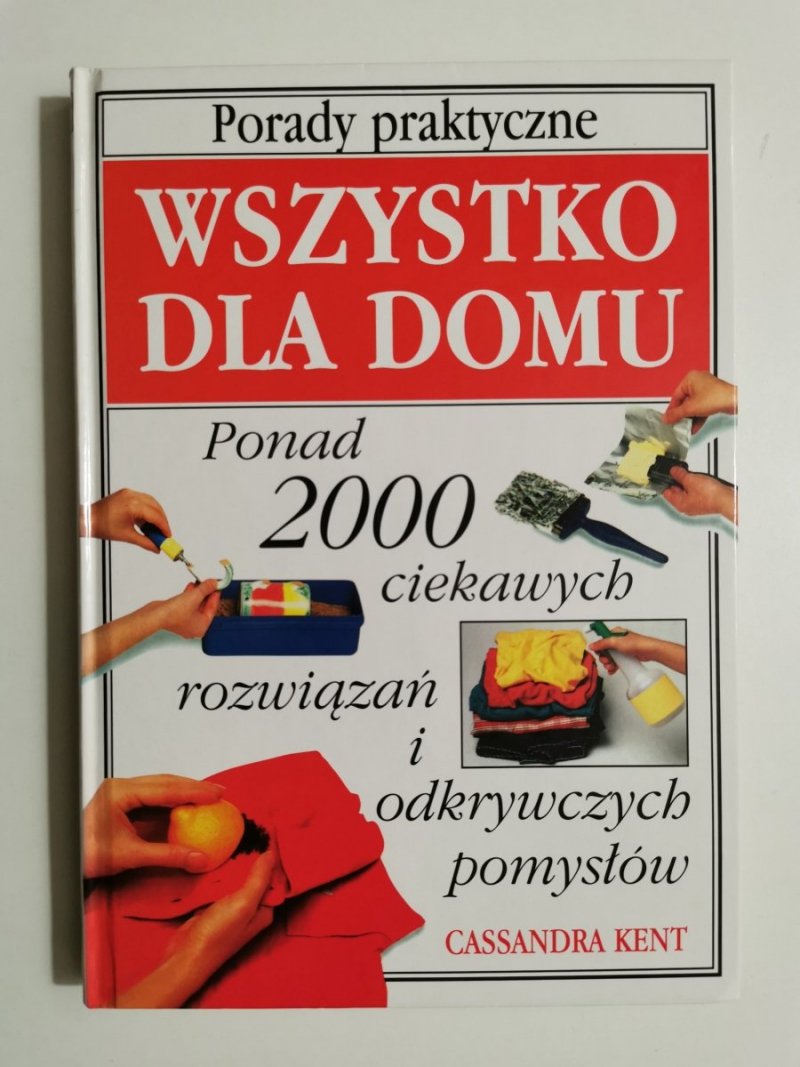 Porady praktyczne
WSZYSTKO
DLA DOMU
Ponad
2000
ciekawych
rozwiązań
i
odkrywczych
pomysłów
CASSANDRA KENT